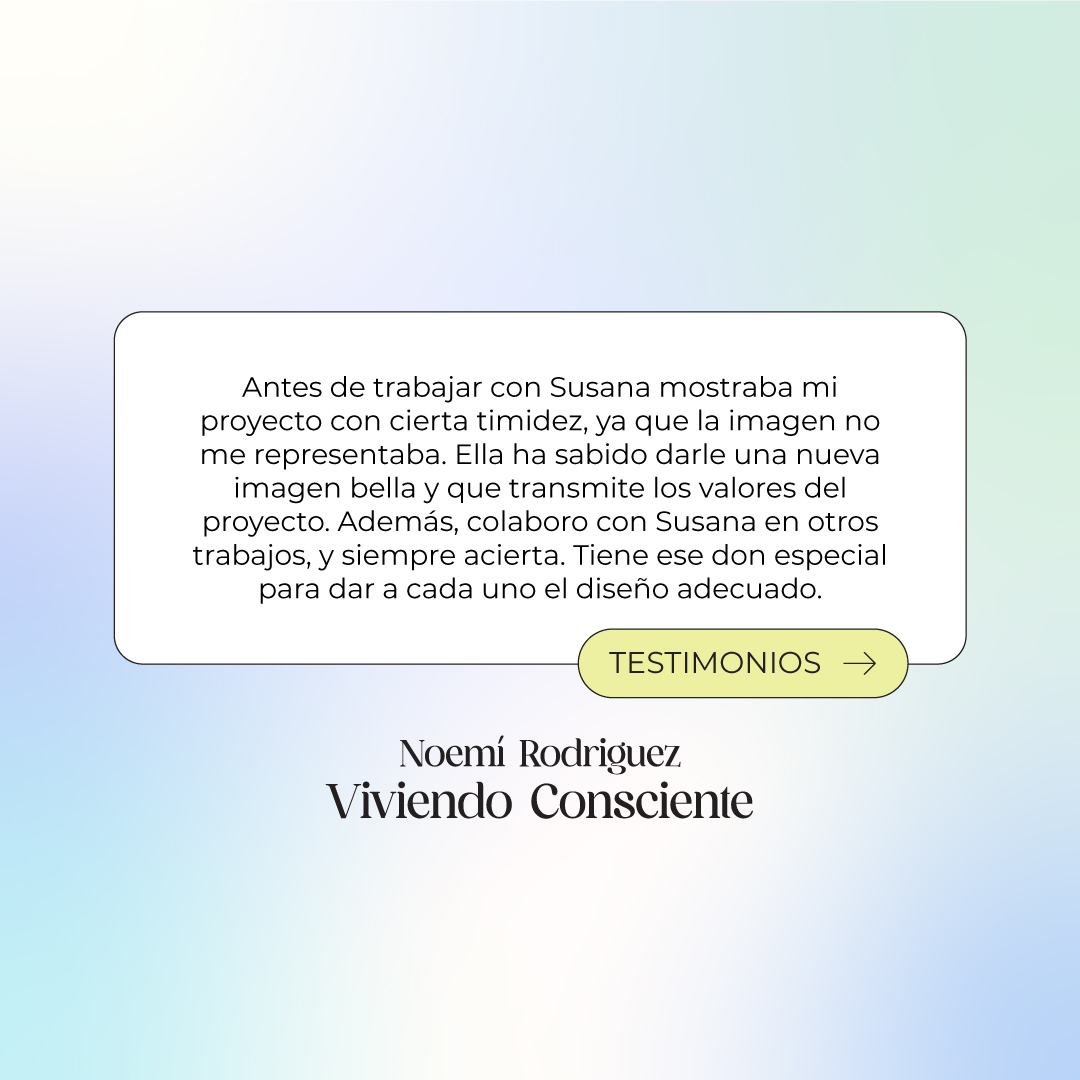 Antes de trabajar con Susana mostraba mi
proyecto con cierta timidez, ya que la imagen no
me representaba. Ella ha sabido darle una nueva
imagen bella y que transmite los valores del
proyecto. Además, colaboro con Susana en otros
trabajos, y siempre acierta. Tiene ese don especial
para dar a cada uno el diseño adecuado.
TESTIMONIOS →
Noemí Rodriguez
Viviendo Consciente